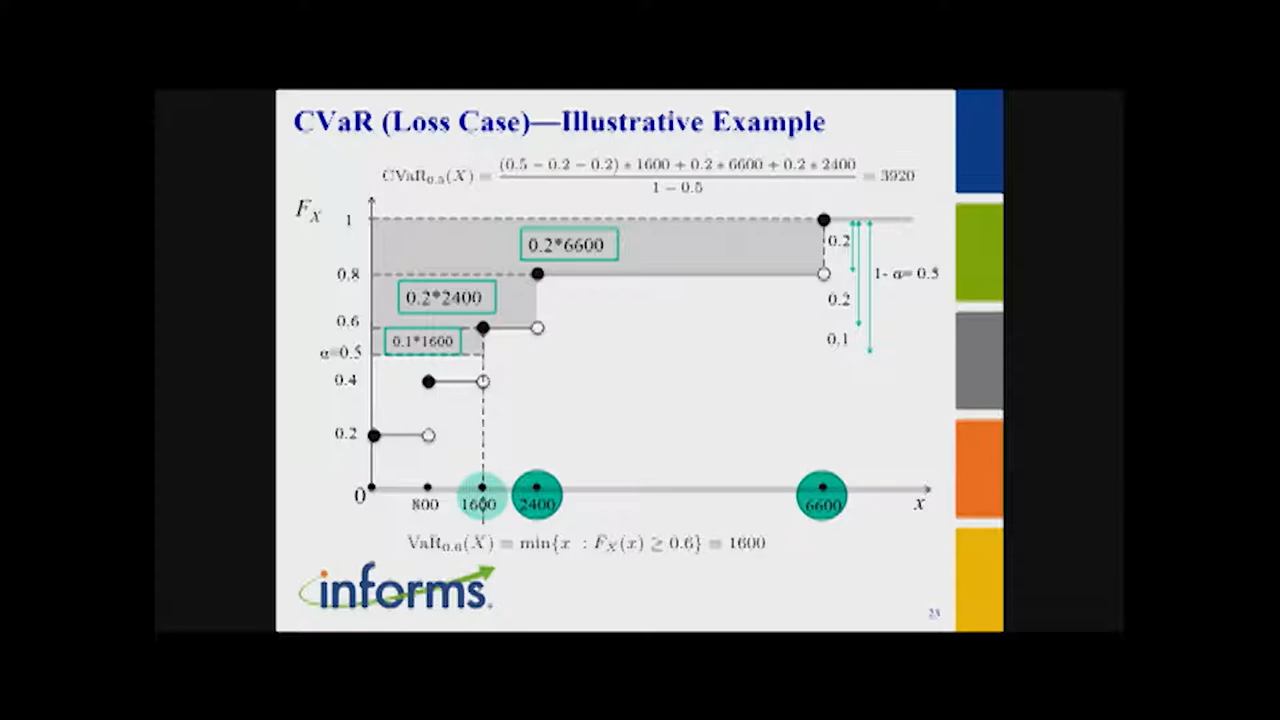 CVaR (Loss Case)—Illustrative Example
CVaR₀.₅(X) = (0.5 − 0.2 − 0.2) * 1600 + 0.2 * 6600 + 0.2 * 2400 / 1 − 0.5 = 3920
F_X
1
0.2*6600
0.2
1- α= 0.5
0.8
0.2*2400
0.2
0.6
0.1*1600
0.1
α=0.5
0.4
0.2
0
800 1600 2400 6600 x
VaR₀.₆(X) = min{x : F_X(x) ≥ 0.6} = 1600
informs.
23